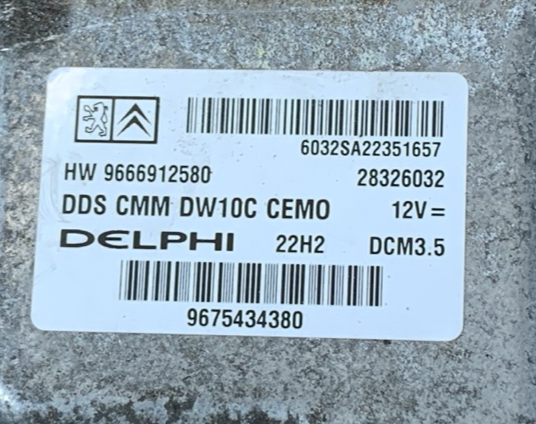 6032SA22351657
HW 9666912580 28326032
DDS CMM DW10C CEMO 12V=
DELPHI 22H2 DCM3.5
9675434380